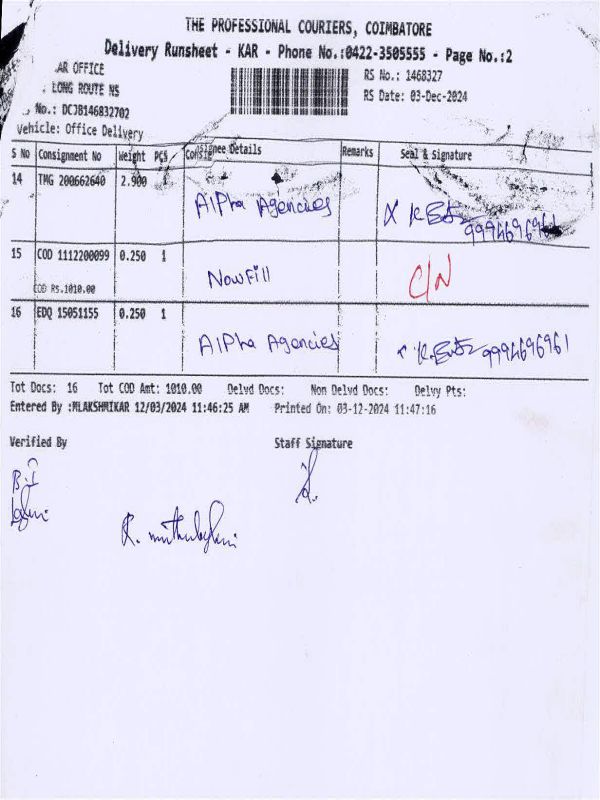 THE PROFESSIONAL COURIERS, COIMBATORE
Delivery Runsheet - KAR - Phone No.:0422-3505555 - Page No.:2
AR OFFICE
RS No.: 1468327
. LONG ROUTE NS
RS Date: 03-Dec-2024
No.: DCJB146832702
Vehicle: Office Delivery
S NO Consignment No Weight PCS Consignee Details Remarks Seal & Signature
14 TMG 200662640 2.900 Alpha Agencies 9994696961
15 COD 1112200099 0.250 1 Nowfill C/N
COD Rs.1010.00
16 EDQ 15051155 0.250 1 Alpha Agencies 9994696961
Tot Docs: 16 Tot COD Amt: 1010.00 Delvd Docs: Non Delvd Docs: Delvy Pts:
Entered By :MLAKSHMIKAR 12/03/2024 11:46:25 AM Printed On: 03-12-2024 11:47:16
Verified By Staff Signature